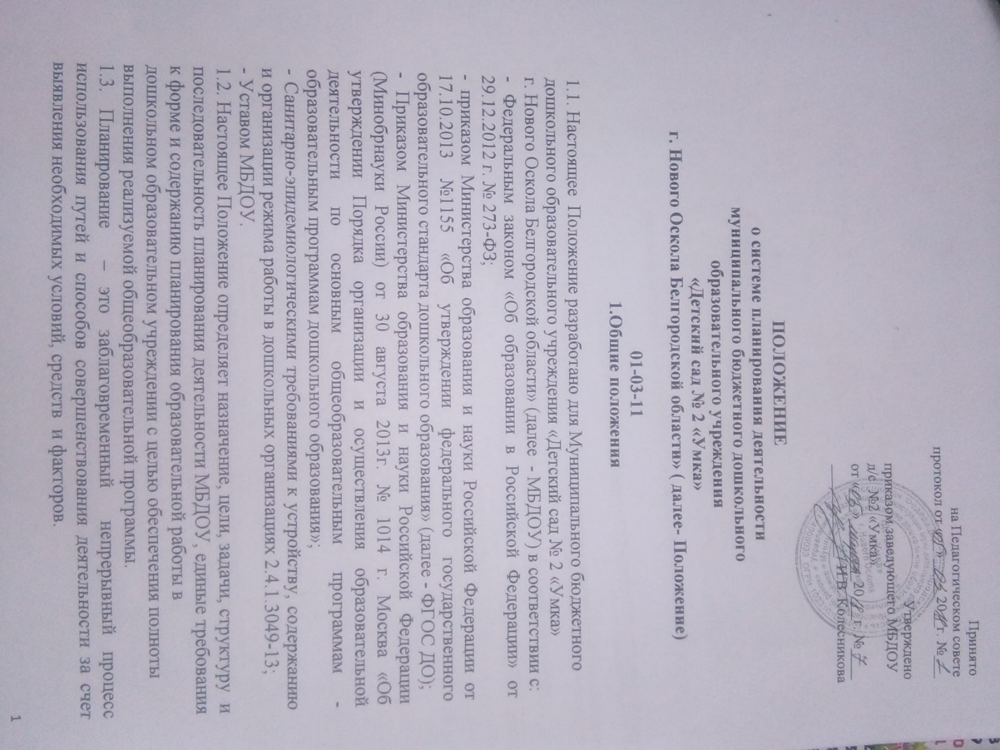 Принято
на Педагогическом совете
протокол от 03. 201 г. № 1
Утверждено
приказом заведующего МБДОУ
д/с №2 «Умка»
от « » марта 201 г. № 7
И.В. Колесникова
ПОЛОЖЕНИЕ
о системе планирования деятельности
муниципального бюджетного дошкольного
образовательного учреждения
«Детский сад № 2 «Умка»
г. Нового Оскола Белгородской области» ( далее- Положение)
01-03-11
1.Общие положения
1.1. Настоящее Положение разработано для Муниципального бюджетного
дошкольного образовательного учреждения «Детский сад № 2 «Умка»
г. Нового Оскола Белгородской области» (далее - МБДОУ) в соответствии с:
- Федеральным законом «Об образовании в Российской Федерации» от
29.12.2012 г. № 273-ФЗ;
- приказом Министерства образования и науки Российской Федерации от
17.10.2013 №1155 «Об утверждении федерального государственного
образовательного стандарта дошкольного образования» (далее - ФГОС ДО);
- Приказом Министерства образования и науки Российской Федерации
(Минобрнауки России) от 30 августа 2013г. № 1014 г. Москва «Об
утверждении Порядка организации и осуществления образовательной
деятельности по основным общеобразовательным программам -
образовательным программам дошкольного образования»;
- Санитарно-эпидемиологическими требованиями к устройству, содержанию
и организации режима работы в дошкольных организациях 2.4.1.3049-13;
- Уставом МБДОУ.
1.2. Настоящее Положение определяет назначение, цели, задачи, структуру и
последовательность планирования деятельности МБДОУ, единые требования
к форме и содержанию планирования образовательной работы в
дошкольном образовательном учреждении с целью обеспечения полноты
выполнения реализуемой общеобразовательной программы.
1.3. Планирование – это заблаговременный непрерывный процесс
использования путей и способов совершенствования деятельности за счет
выявления необходимых условий, средств и факторов.
1